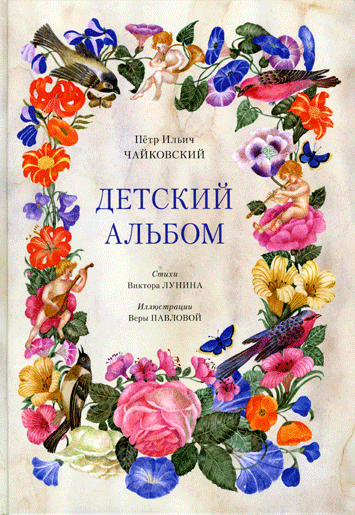 Пётр Ильич
ЧАЙКОВСКИЙ
ДЕТСКИЙ
АЛЬБОМ
Стихи
Виктора ЛУНИНА
Иллюстрации
Веры ПАВЛОВОЙ